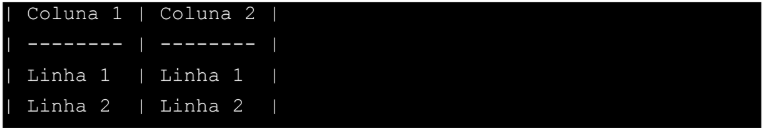 | Coluna 1 | Coluna 2 |
| -------- | -------- |
| Linha 1  | Linha 1  |
| Linha 2  | Linha 2  |